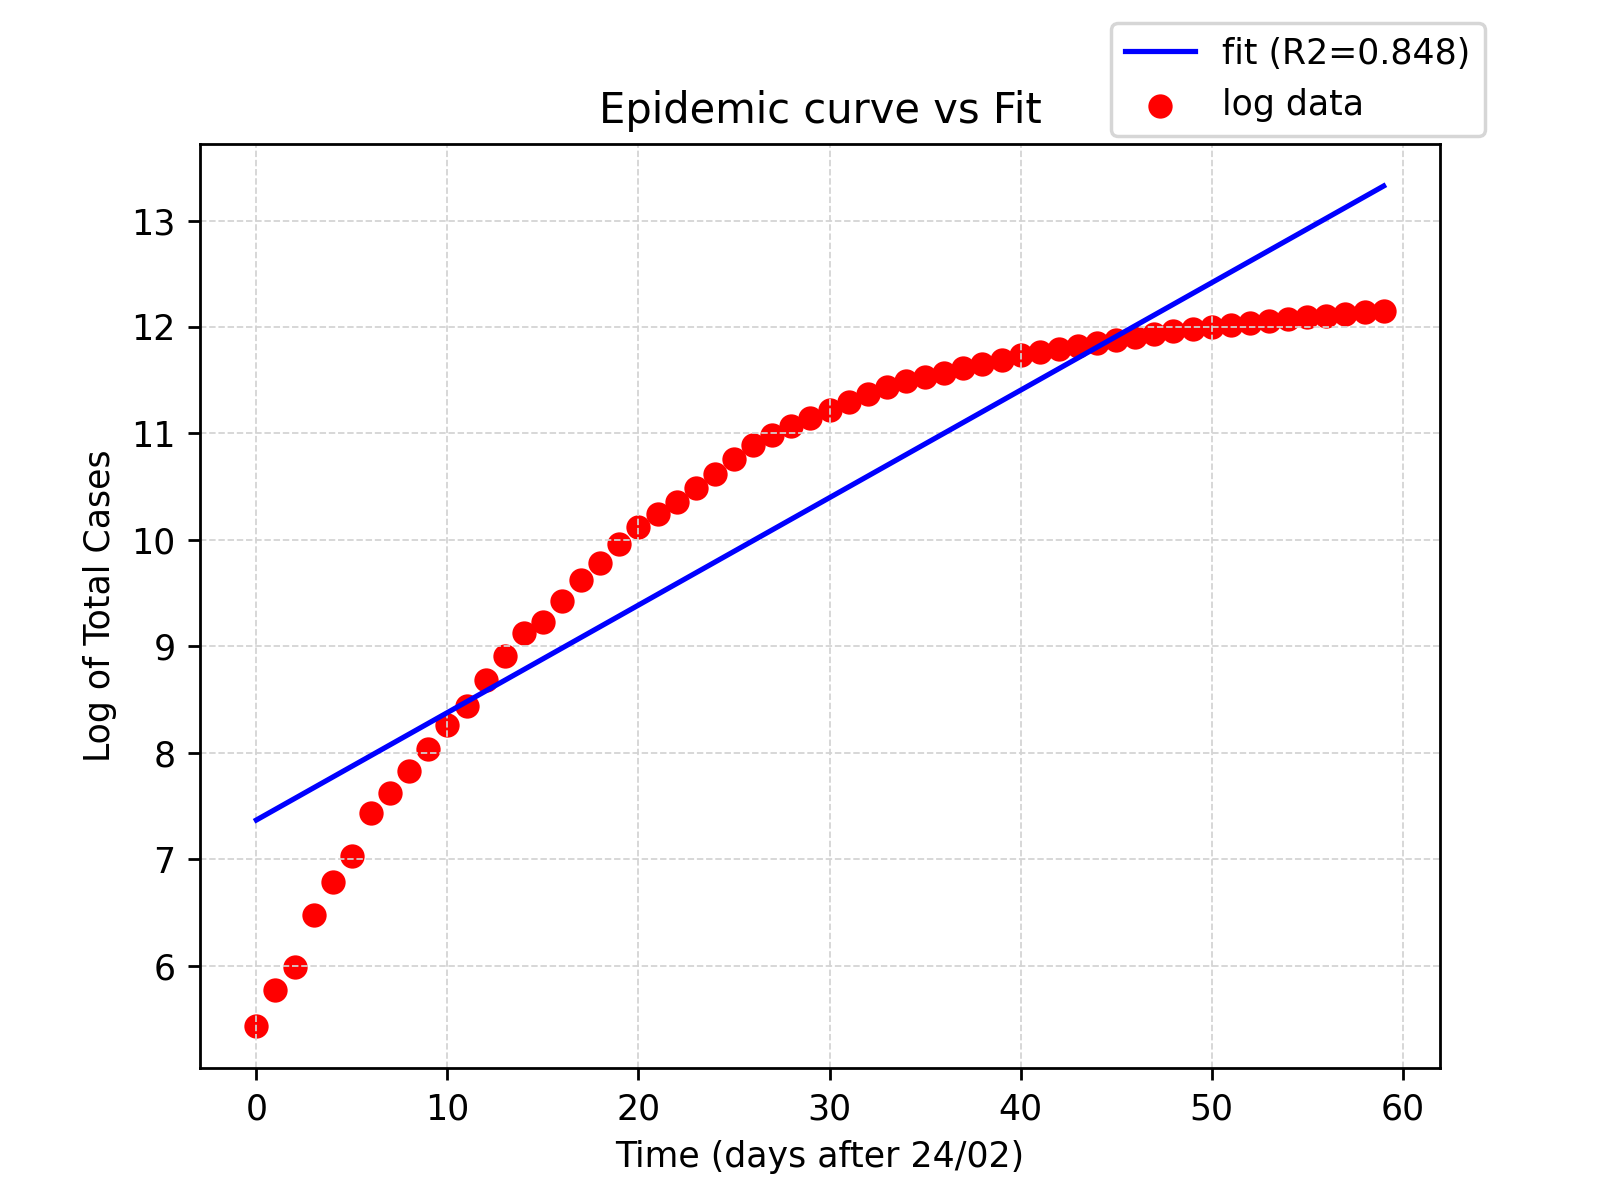 fit (R2=0.848)
log data
Epidemic curve vs Fit
13
12
11
10
9
8
7
6
Log of Total Cases
0 10 20 30 40 50 60
Time (days after 24/02)